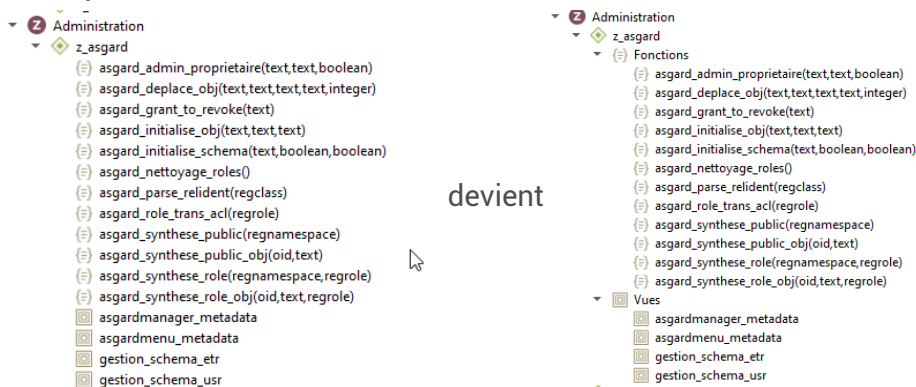 Administration
z_asgard
asgard_admin_proprietaire(text,text,boolean)
asgard_deplace_obj(text,text,text,text,integer)
asgard_grant_to_revoke(text)
asgard_initialise_obj(text,text,text)
asgard_initialise_schema(text,boolean,boolean)
asgard_nettoyage_roles()
asgard_parse_relident(regclass)
asgard_role_trans_acl(regrole)
asgard_synthese_public(regnamespace)
asgard_synthese_public_obj(oid,text)
asgard_synthese_role(regnamespace,regrole)
asgard_synthese_role_obj(oid,text,regrole)
asgardmanager_metadata
asgardmenu_metadata
gestion_schema_etr
gestion_schema_usr
devient
Administration
z_asgard
Fonctions
asgard_admin_proprietaire(text,text,boolean)
asgard_deplace_obj(text,text,text,text,integer)
asgard_grant_to_revoke(text)
asgard_initialise_obj(text,text,text)
asgard_initialise_schema(text,boolean,boolean)
asgard_nettoyage_roles()
asgard_parse_relident(regclass)
asgard_role_trans_acl(regrole)
asgard_synthese_public(regnamespace)
asgard_synthese_public_obj(oid,text)
asgard_synthese_role(regnamespace,regrole)
asgard_synthese_role_obj(oid,text,regrole)
Vues
asgardmanager_metadata
asgardmenu_metadata
gestion_schema_etr
gestion_schema_usr